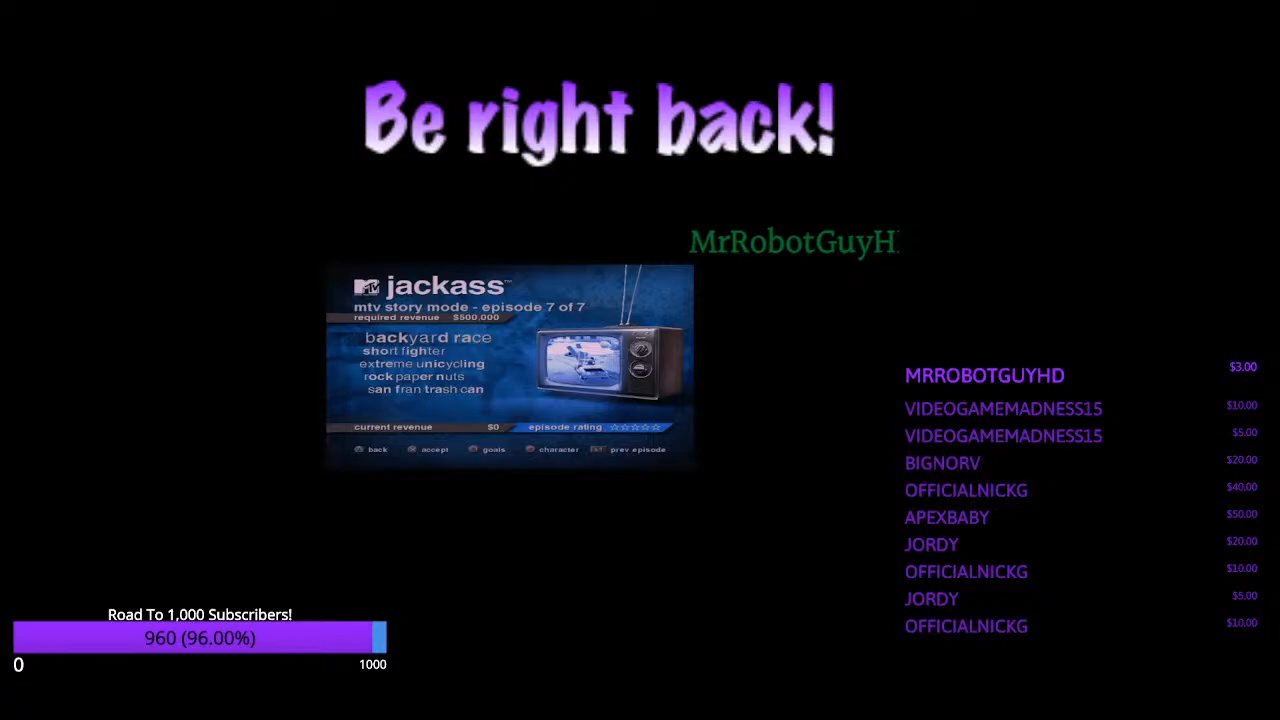 Be right back!
MrRobotGuyH
MTV jackass™
mtv story mode - episode 7 of 7
required revenue $500,000
backyard race
short fighter
extreme unicycling
rock paper nuts
san fran trash can
current revenue $0 episode rating
back accept goals character prev episode
MRROBOTGUYHD $3.00
VIDEOGAMEMADNESS15 $10.00
VIDEOGAMEMADNESS15 $5.00
BIGNORV $20.00
OFFICIALNICKG $40.00
APEXBABY $50.00
JORDY $20.00
OFFICIALNICKG $10.00
JORDY $5.00
OFFICIALNICKG $10.00
Road To 1,000 Subscribers!
960 (96.00%)
0 1000